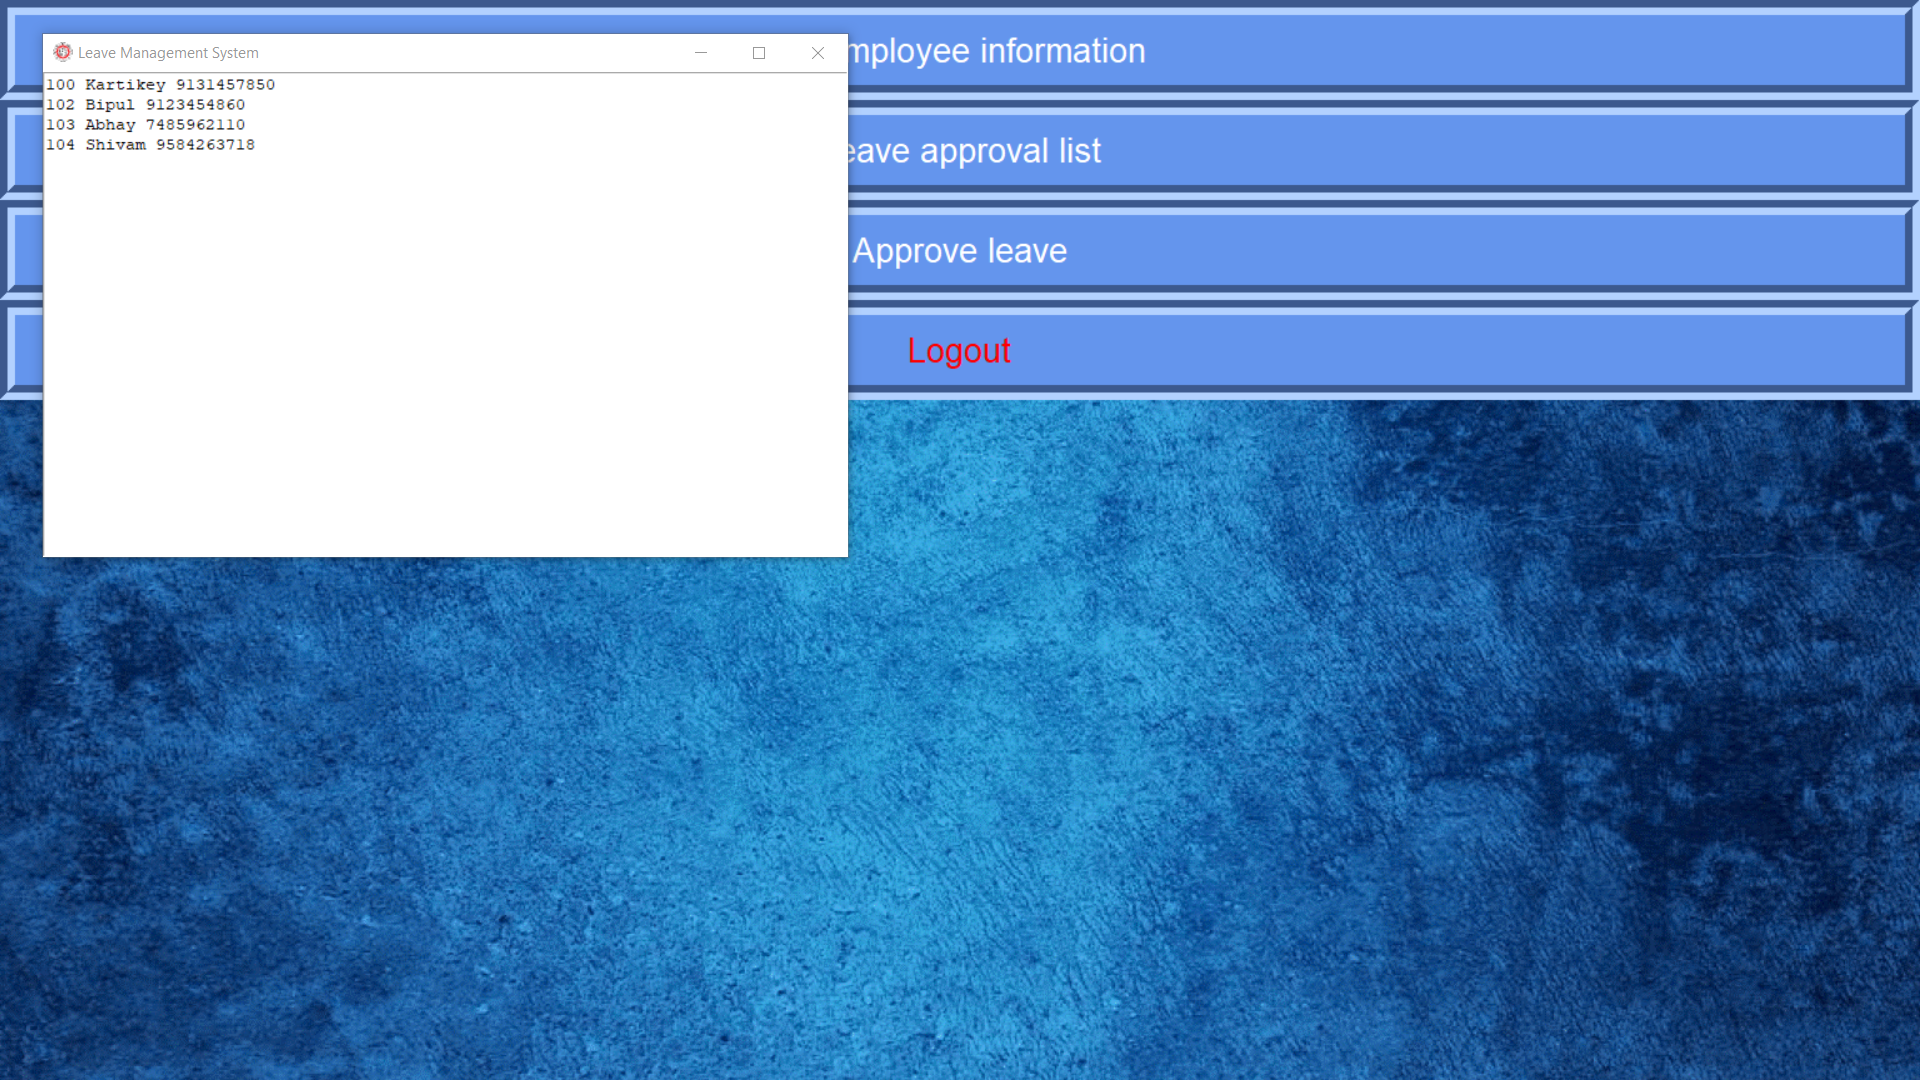 Leave Management System
100 Kartikey 9131457850
102 Bipul 9123454860
103 Abhay 7485962110
104 Shivam 9584263718
mployee information
eave approval list
Approve leave
Logout